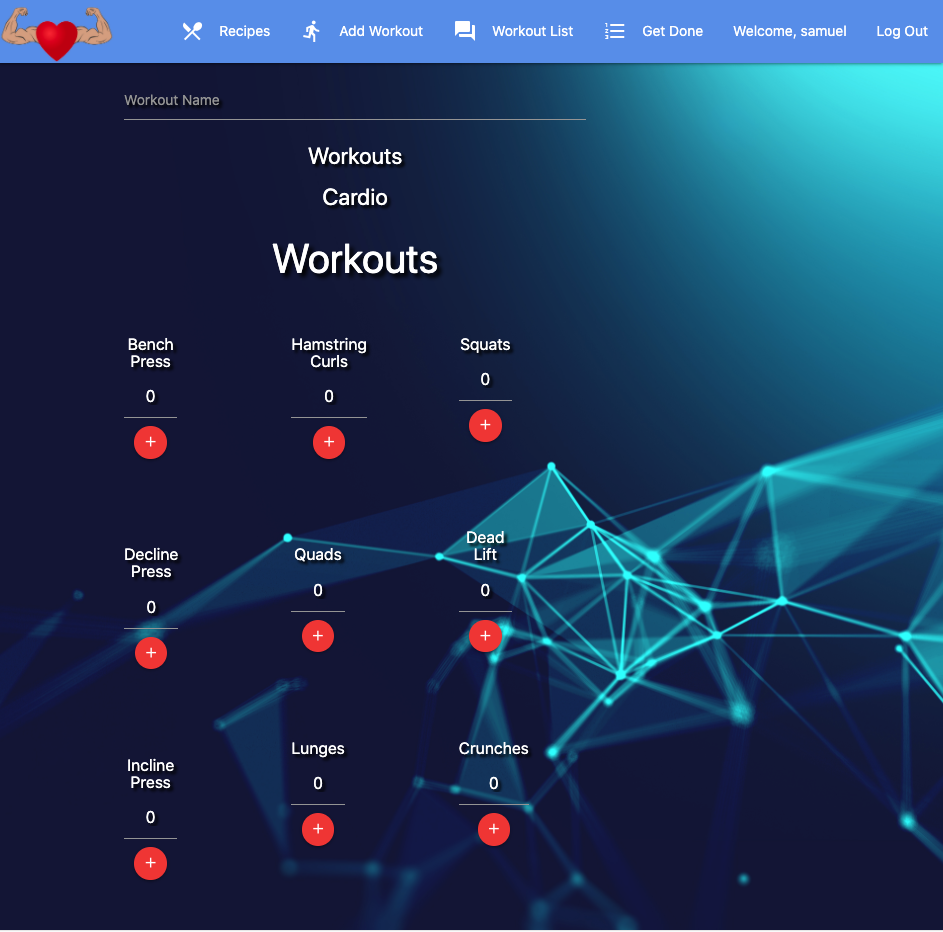 Recipes Add Workout Workout List Get Done Welcome, samuel Log Out
Workout Name
Workouts
Cardio
Workouts
Bench
Press
0
+
Hamstring
Curls
0
+
Squats
0
+
Decline
Press
0
+
Quads
0
+
Dead
Lift
0
+
Incline
Press
0
+
Lunges
0
+
Crunches
0
+